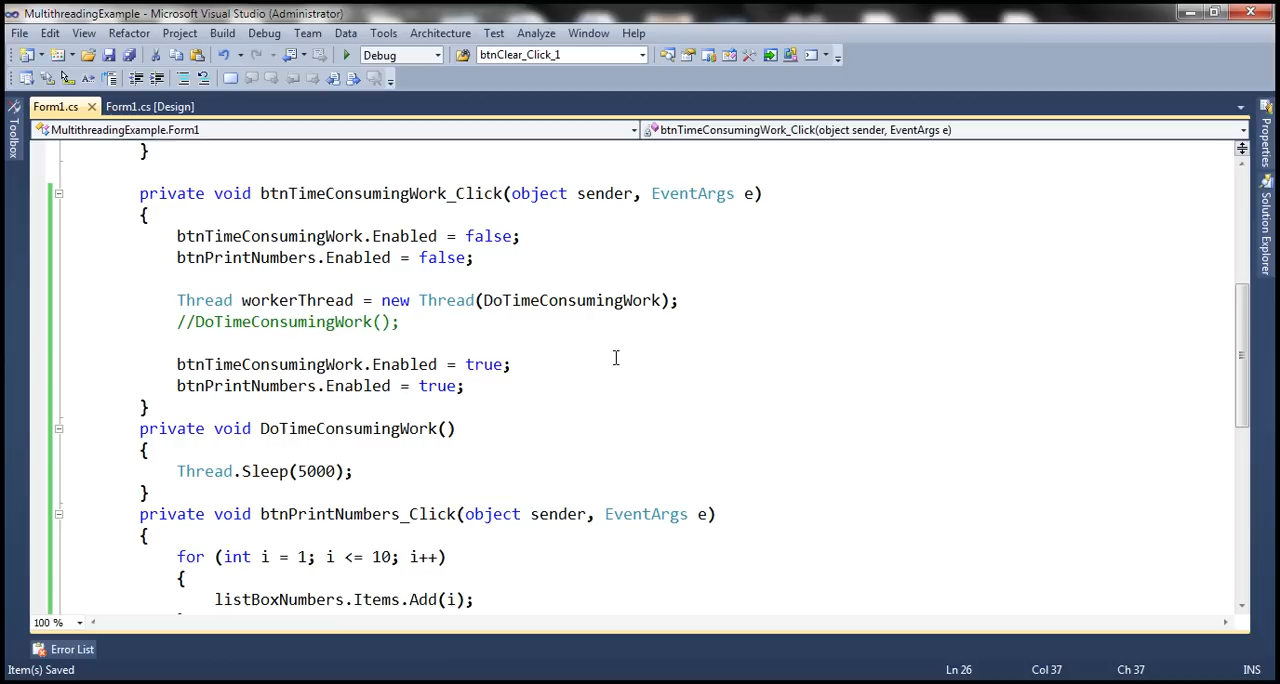 MultithreadingExample - Microsoft Visual Studio (Administrator)
File Edit View Refactor Project Build Debug Team Data Tools Architecture Test Analyze Window Help
Debug btnClear_Click_1
Form1.cs Form1.cs [Design]
MultithreadingExample.Form1 btnTimeConsumingWork_Click(object sender, EventArgs e)
}
private void btnTimeConsumingWork_Click(object sender, EventArgs e)
{
btnTimeConsumingWork.Enabled = false;
btnPrintNumbers.Enabled = false;
Thread workerThread = new Thread(DoTimeConsumingWork);
//DoTimeConsumingWork();
btnTimeConsumingWork.Enabled = true;
btnPrintNumbers.Enabled = true;
}
private void DoTimeConsumingWork()
{
Thread.Sleep(5000);
}
private void btnPrintNumbers_Click(object sender, EventArgs e)
{
for (int i = 1; i <= 10; i++)
{
listBoxNumbers.Items.Add(i);
100 %
Error List
Item(s) Saved Ln 26 Col 37 Ch 37 INS
Toolbox
Properties
Solution Explorer